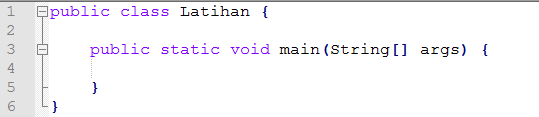 1 public class Latihan {
2
3 public static void main(String[] args) {
4
5 }
6 }